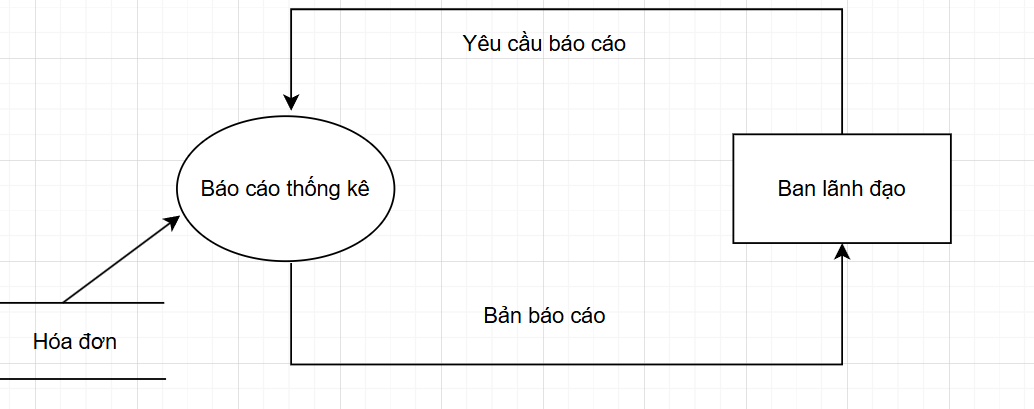 Yêu cầu báo cáo
Báo cáo thống kê
Ban lãnh đạo
Bản báo cáo
Hóa đơn